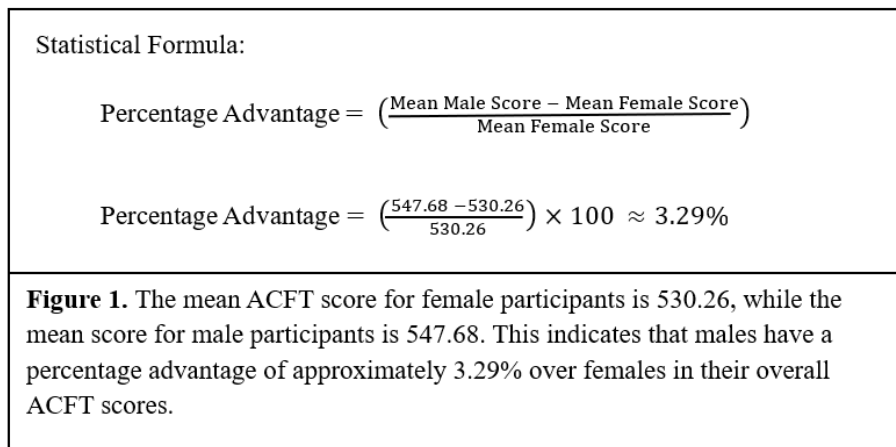 Statistical Formula:
Percentage Advantage = (Mean Male Score − Mean Female Score / Mean Female Score)
Percentage Advantage = (547.68 −530.26 / 530.26) × 100 ≈ 3.29%
Figure 1. The mean ACFT score for female participants is 530.26, while the
mean score for male participants is 547.68. This indicates that males have a
percentage advantage of approximately 3.29% over females in their overall
ACFT scores.